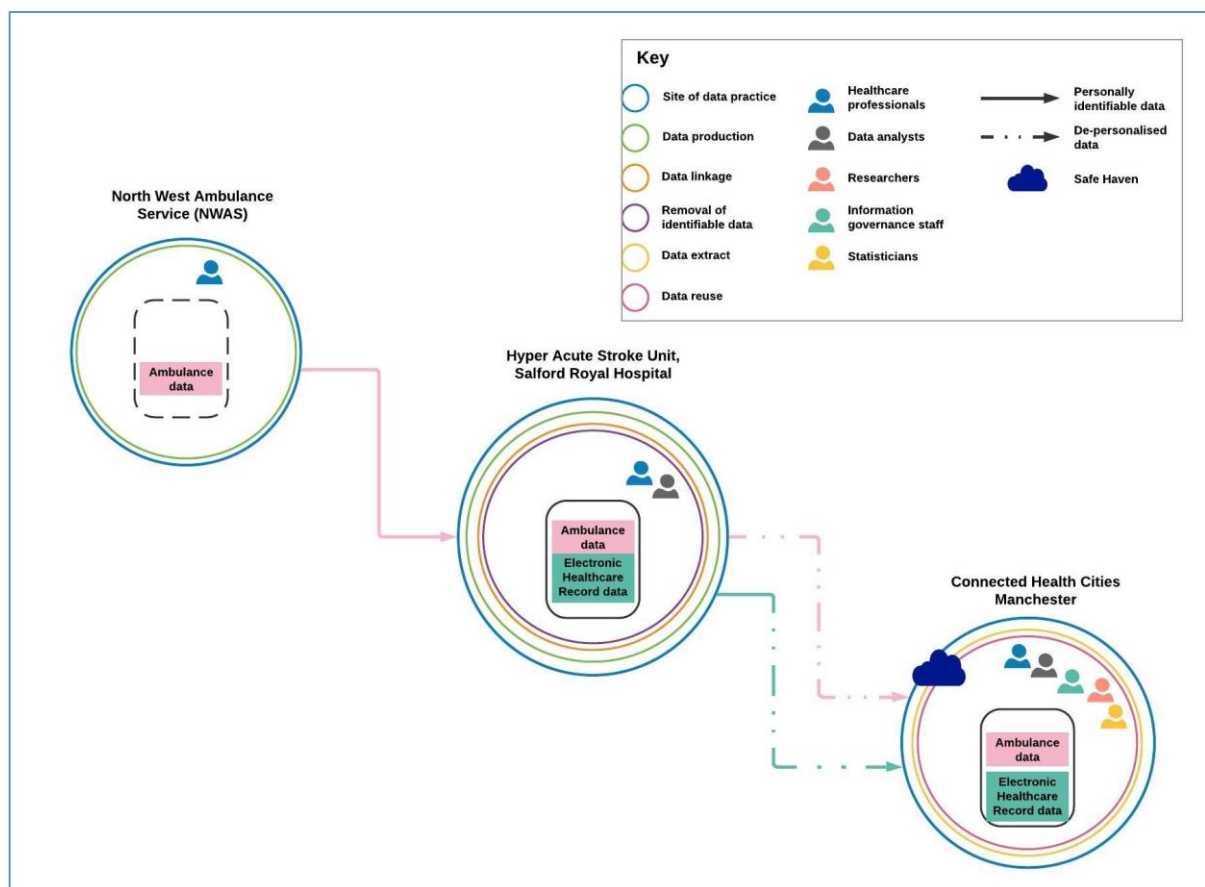 Key
Site of data practice
Data production
Data linkage
Removal of
identifiable data
Data extract
Data reuse
Healthcare
professionals
Data analysts
Researchers
Information
governance staff
Statisticians
Personally
identifiable data
De-personalised
data
Safe Haven
North West Ambulance
Service (NWAS)
Ambulance
data
Hyper Acute Stroke Unit,
Salford Royal Hospital
Ambulance
data
Electronic
Healthcare
Record data
Connected Health Cities
Manchester
Ambulance
data
Electronic
Healthcare
Record data